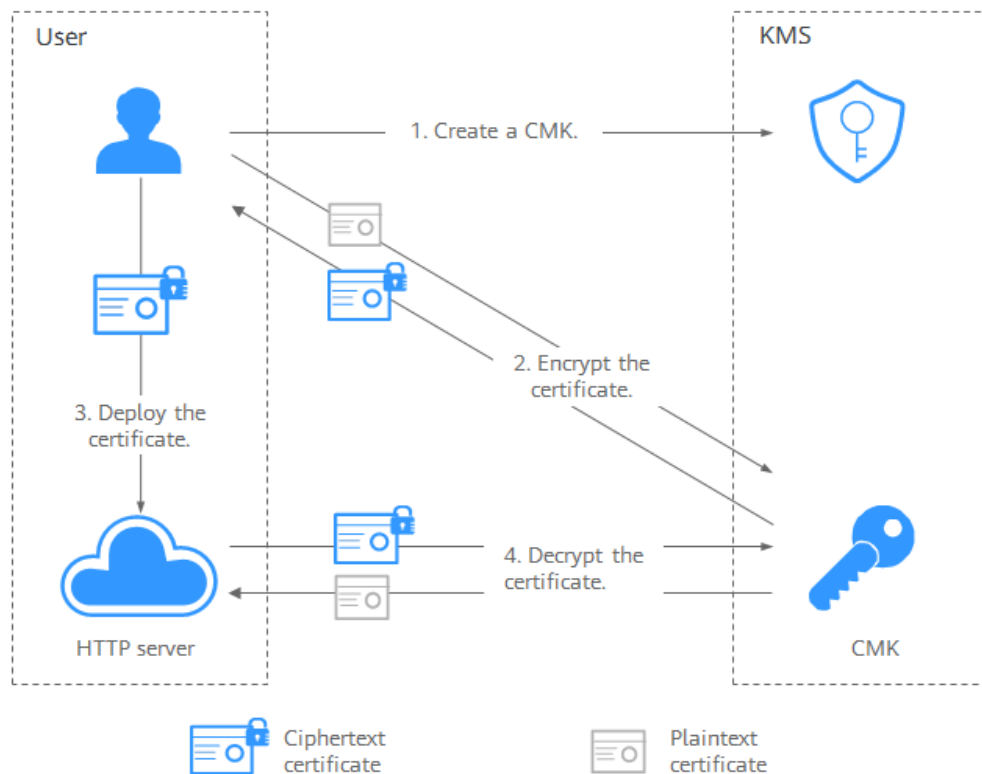 User
KMS
1. Create a CMK.
2. Encrypt the
certificate.
3. Deploy the
certificate.
4. Decrypt the
certificate.
HTTP server
CMK
Ciphertext
certificate
Plaintext
certificate